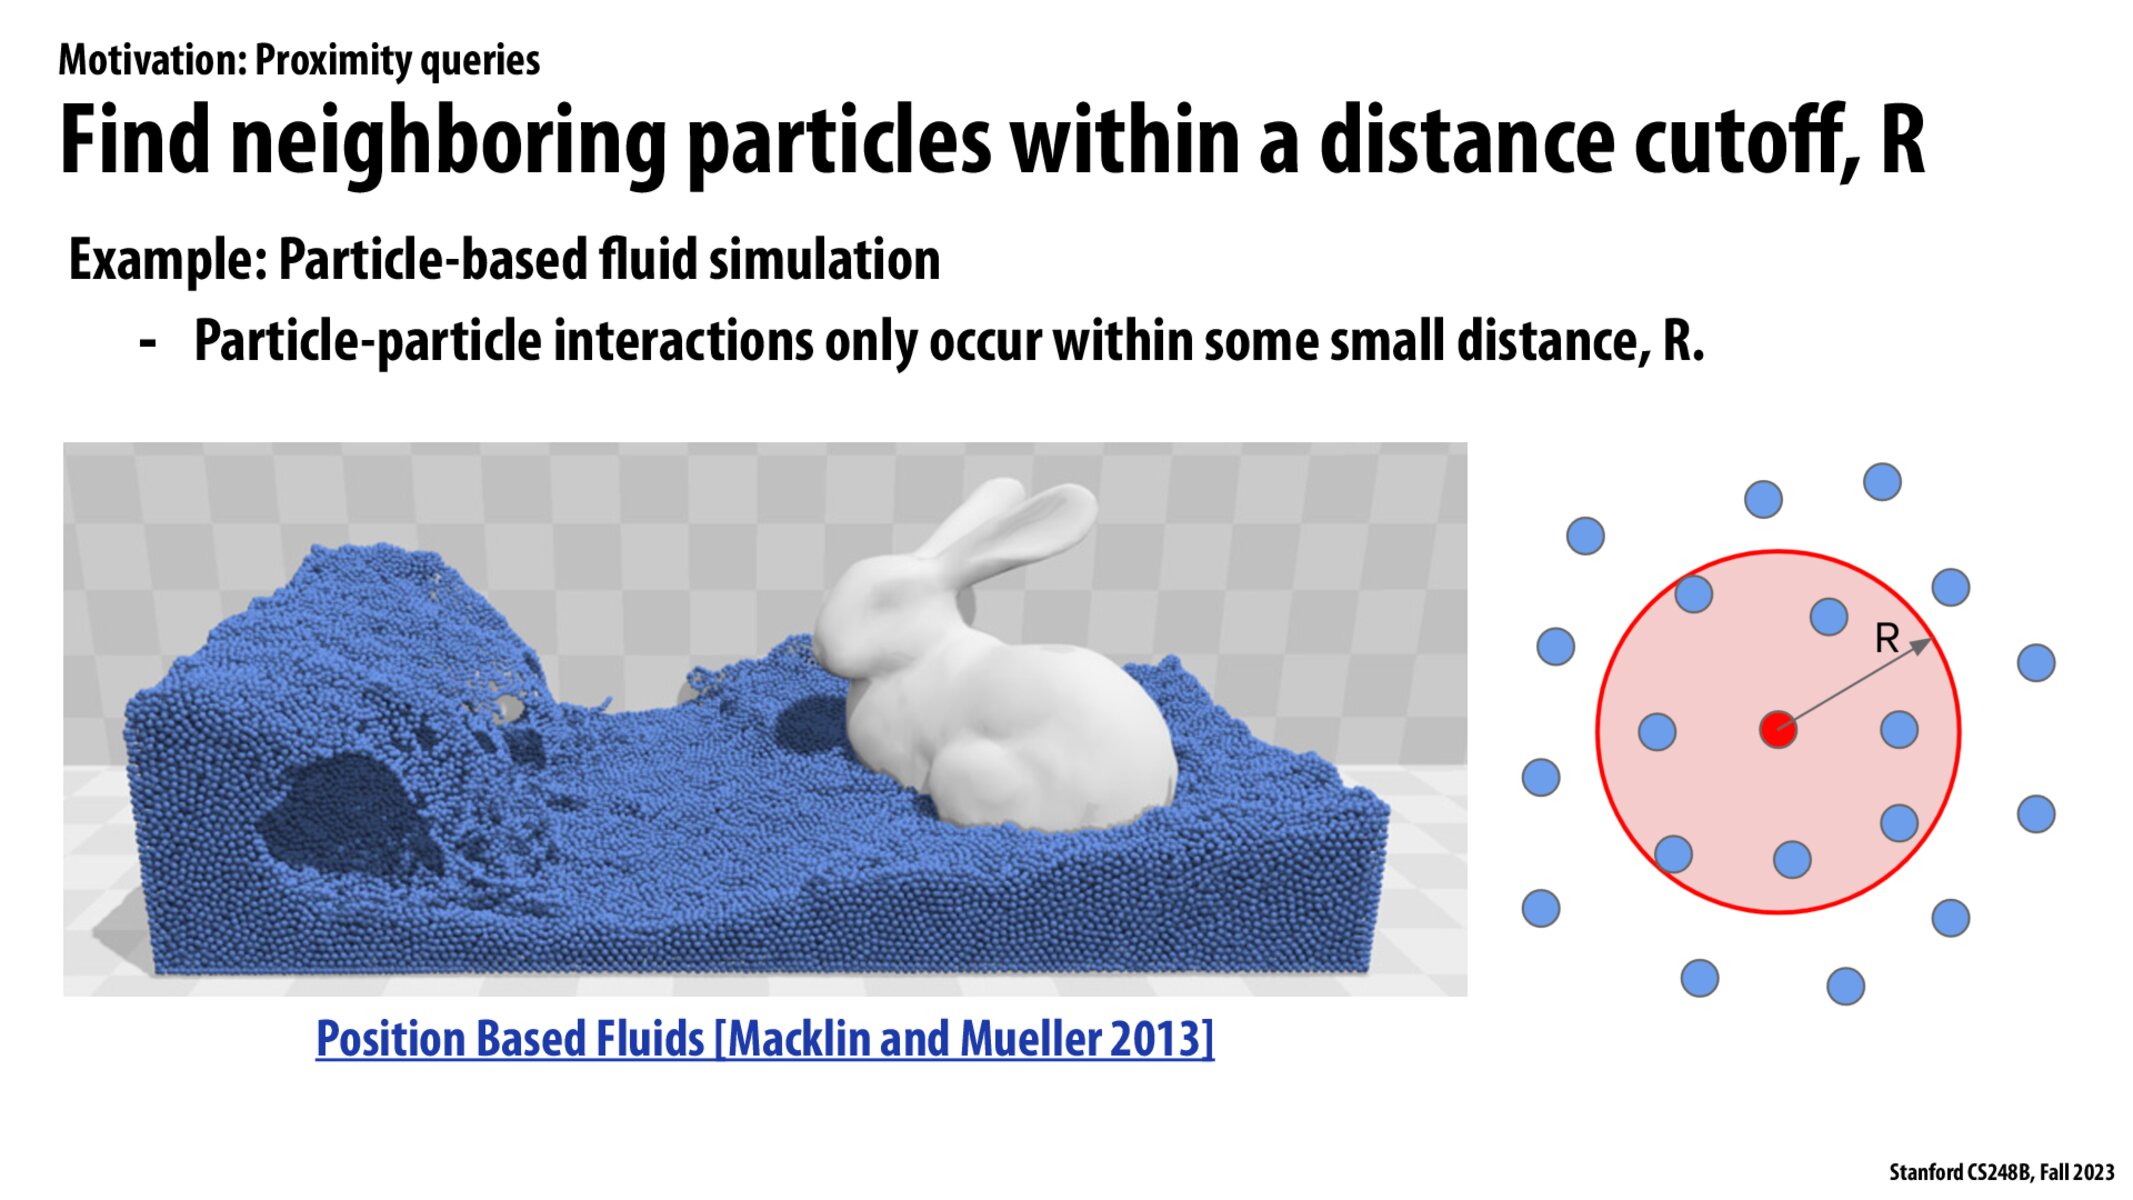 Motivation: Proximity queries
Find neighboring particles within a distance cutoff, R
Example: Particle-based fluid simulation
- Particle-particle interactions only occur within some small distance, R.
R
Position Based Fluids [Macklin and Mueller 2013]
Stanford CS248B, Fall 2023